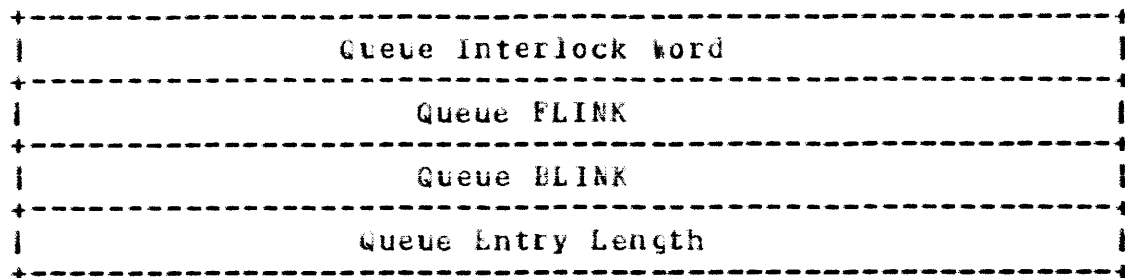 Queue Interlock Word
Queue FLINK
Queue BLINK
Queue Entry Length